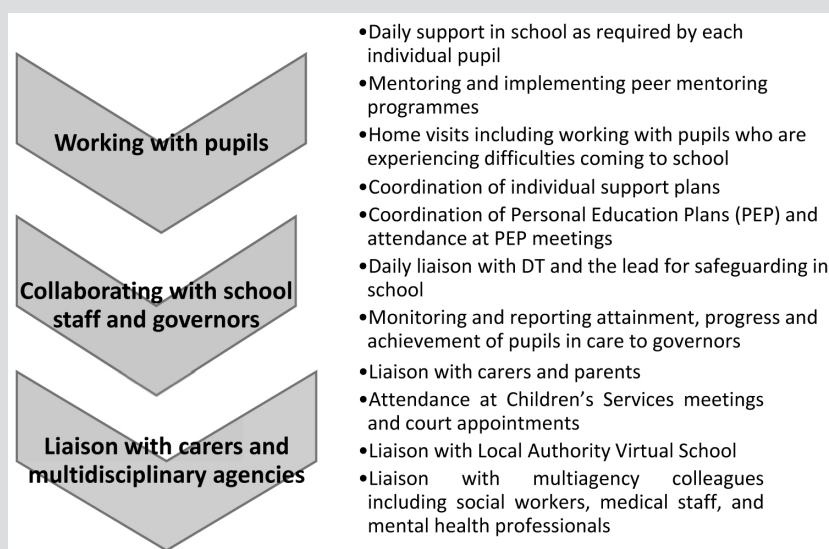 Working with pupils
•Daily support in school as required by each
individual pupil
•Mentoring and implementing peer mentoring
programmes
•Home visits including working with pupils who are
experiencing difficulties coming to school
•Coordination of individual support plans
Collaborating with school
staff and governors
•Coordination of Personal Education Plans (PEP) and
attendance at PEP meetings
•Daily liaison with DT and the lead for safeguarding in
school
•Monitoring and reporting attainment, progress and
achievement of pupils in care to governors
Liaison with carers and
multidisciplinary agencies
•Liaison with carers and parents
•Attendance at Children’s Services meetings
and court appointments
•Liaison with Local Authority Virtual School
•Liaison with multiagency colleagues
including social workers, medical staff, and
mental health professionals